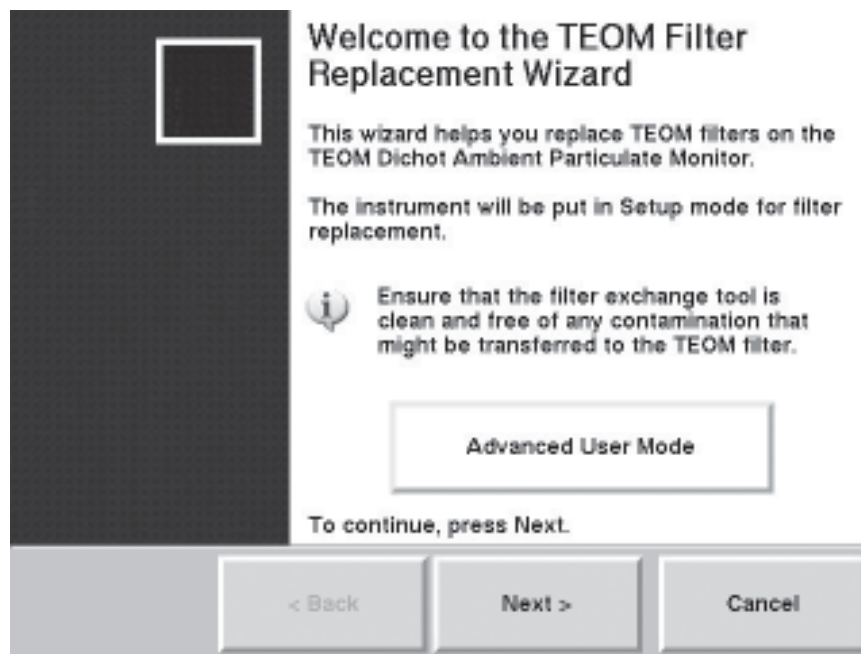 Welcome to the TEOM Filter
Replacement Wizard
This wizard helps you replace TEOM filters on the
TEOM Dichot Ambient Particulate Monitor.
The instrument will be put in Setup mode for filter
replacement.
Ensure that the filter exchange tool is
clean and free of any contamination that
might be transferred to the TEOM filter.
Advanced User Mode
To continue, press Next.
< Back
Next >
Cancel